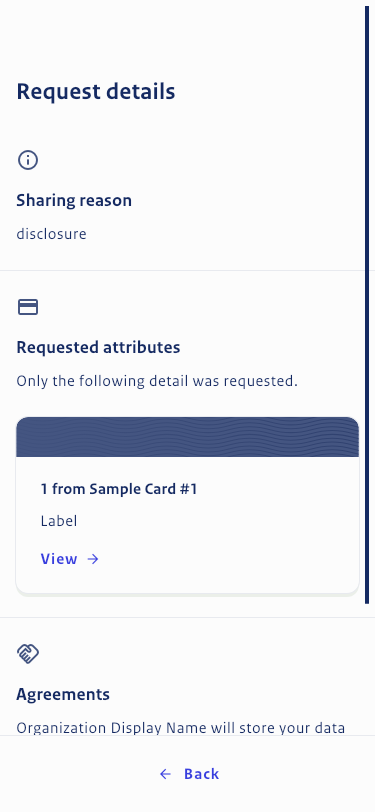 Request details
Sharing reason
disclosure
Requested attributes
Only the following detail was requested.
1 from Sample Card #1
Label
View
Agreements
Organization Display Name will store your data
Back